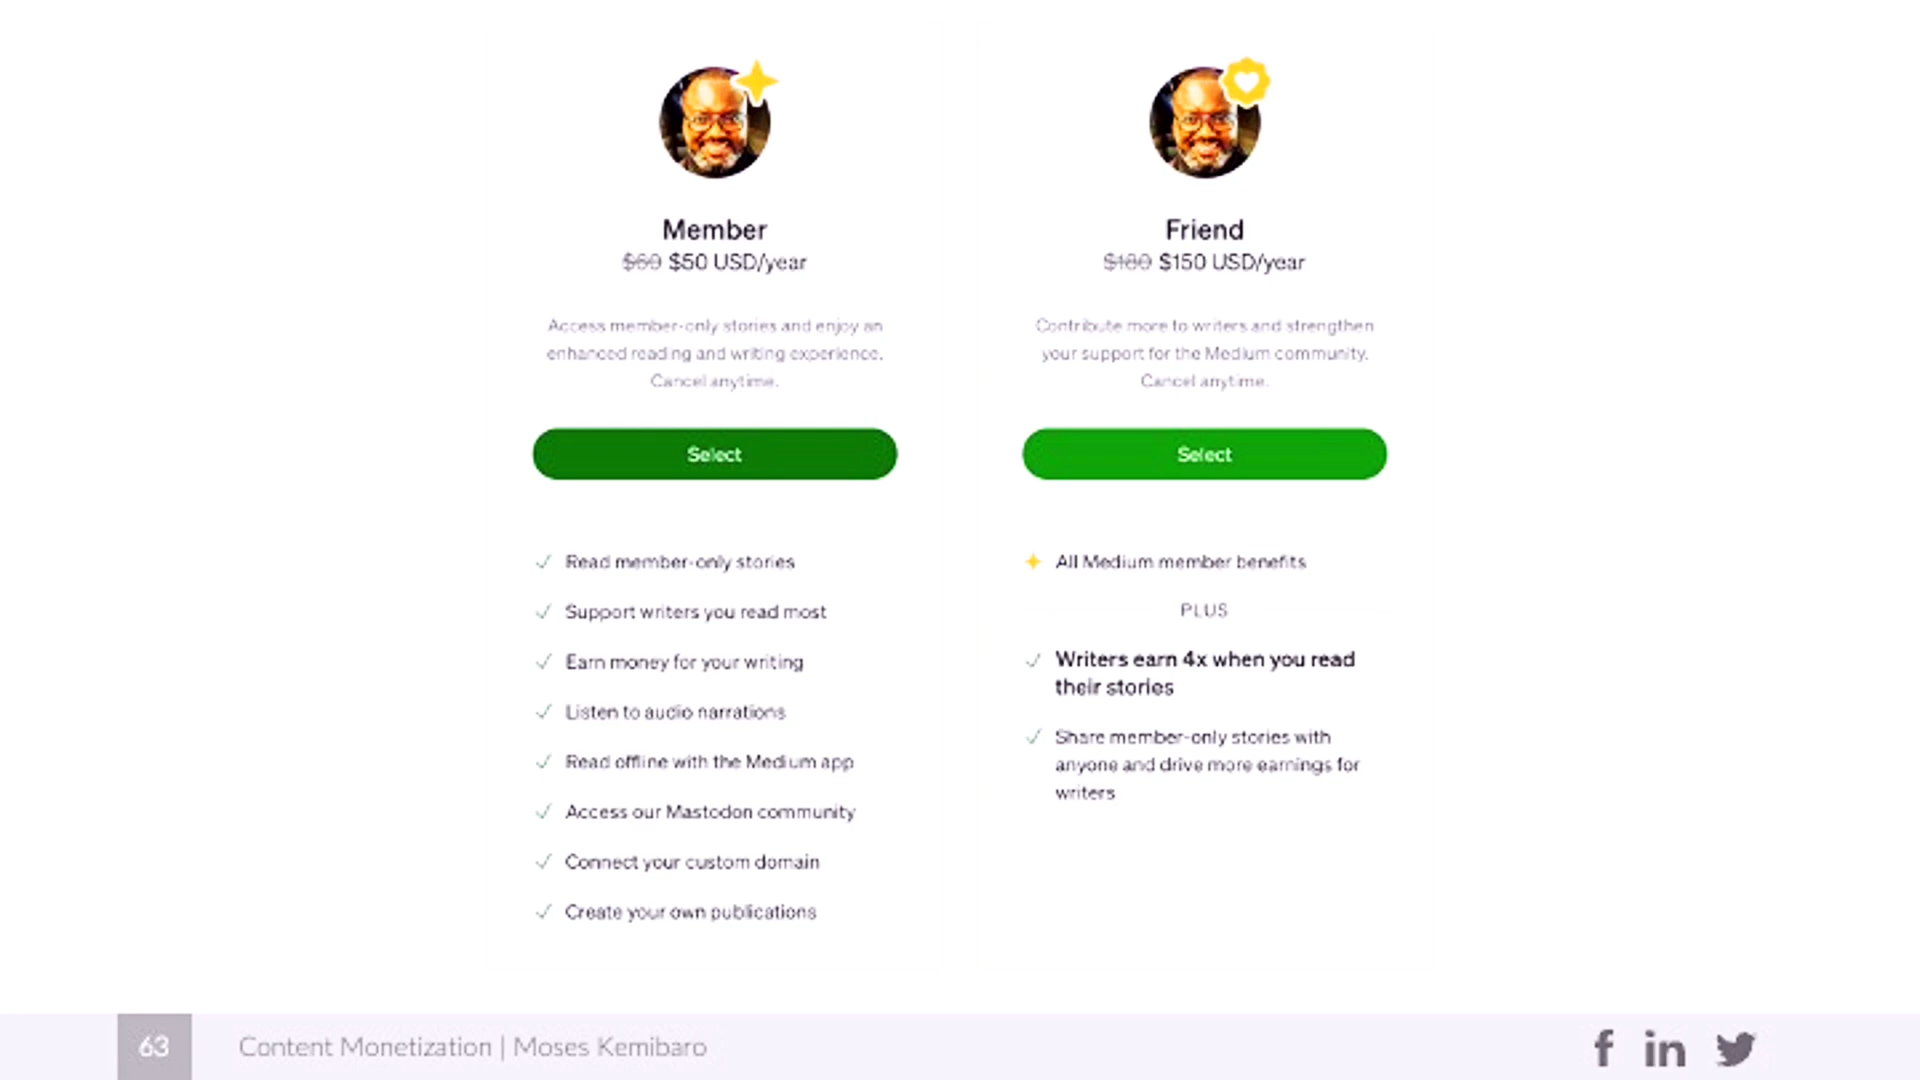 Member
$60 $50 USD/year
Access member-only stories and enjoy an
enhanced reading and writing experience.
Cancel anytime.
Select
Read member-only stories
Support writers you read most
Earn money for your writing
Listen to audio narrations
Read offline with the Medium app
Access our Mastodon community
Connect your custom domain
Create your own publications
Friend
$180 $150 USD/year
Contribute more to writers and strengthen
your support for the Medium community.
Cancel anytime.
Select
All Medium member benefits
PLUS
Writers earn 4x when you read
their stories
Share member-only stories with
anyone and drive more earnings for
writers
63
Content Monetization | Moses Kemibaro
f in